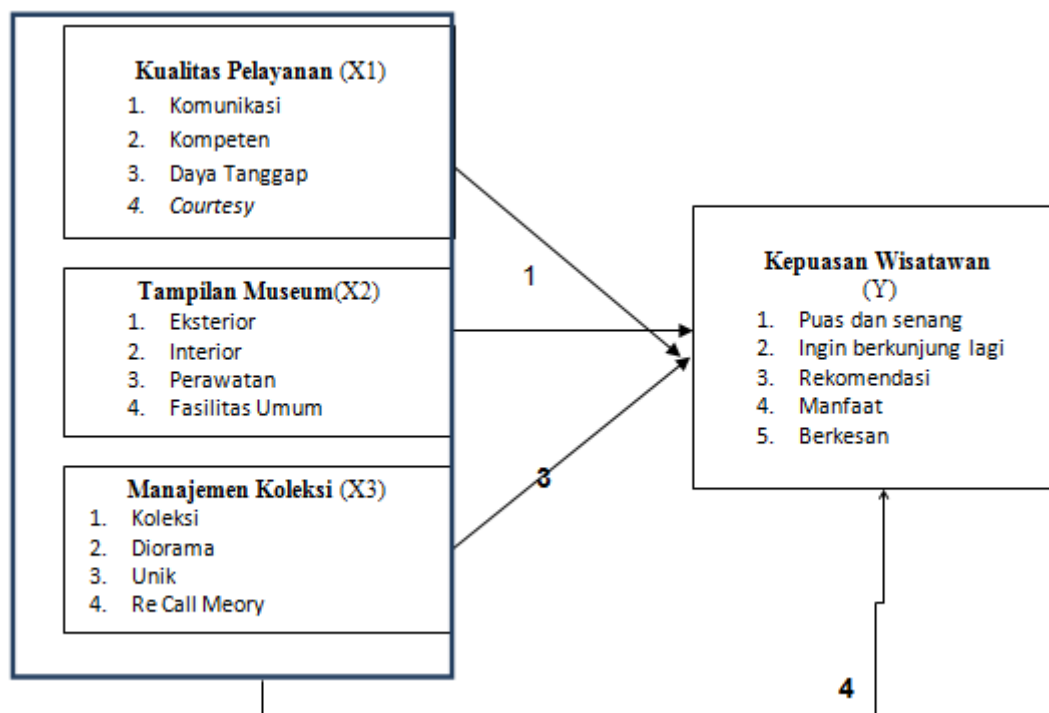 Kualitas Pelayanan (X1)
1. Komunikasi
2. Kompeten
3. Daya Tanggap
4. Courtesy
1
Tampilan Museum(X2)
1. Eksterior
2. Interior
3. Perawatan
4. Fasilitas Umum
Manajemen Koleksi (X3)
1. Koleksi
2. Diorama
3. Unik
4. Re Call Meory
3
Kepuasan Wisatawan
(Y)
1. Puas dan senang
2. Ingin berkunjung lagi
3. Rekomendasi
4. Manfaat
5. Berkesan
4